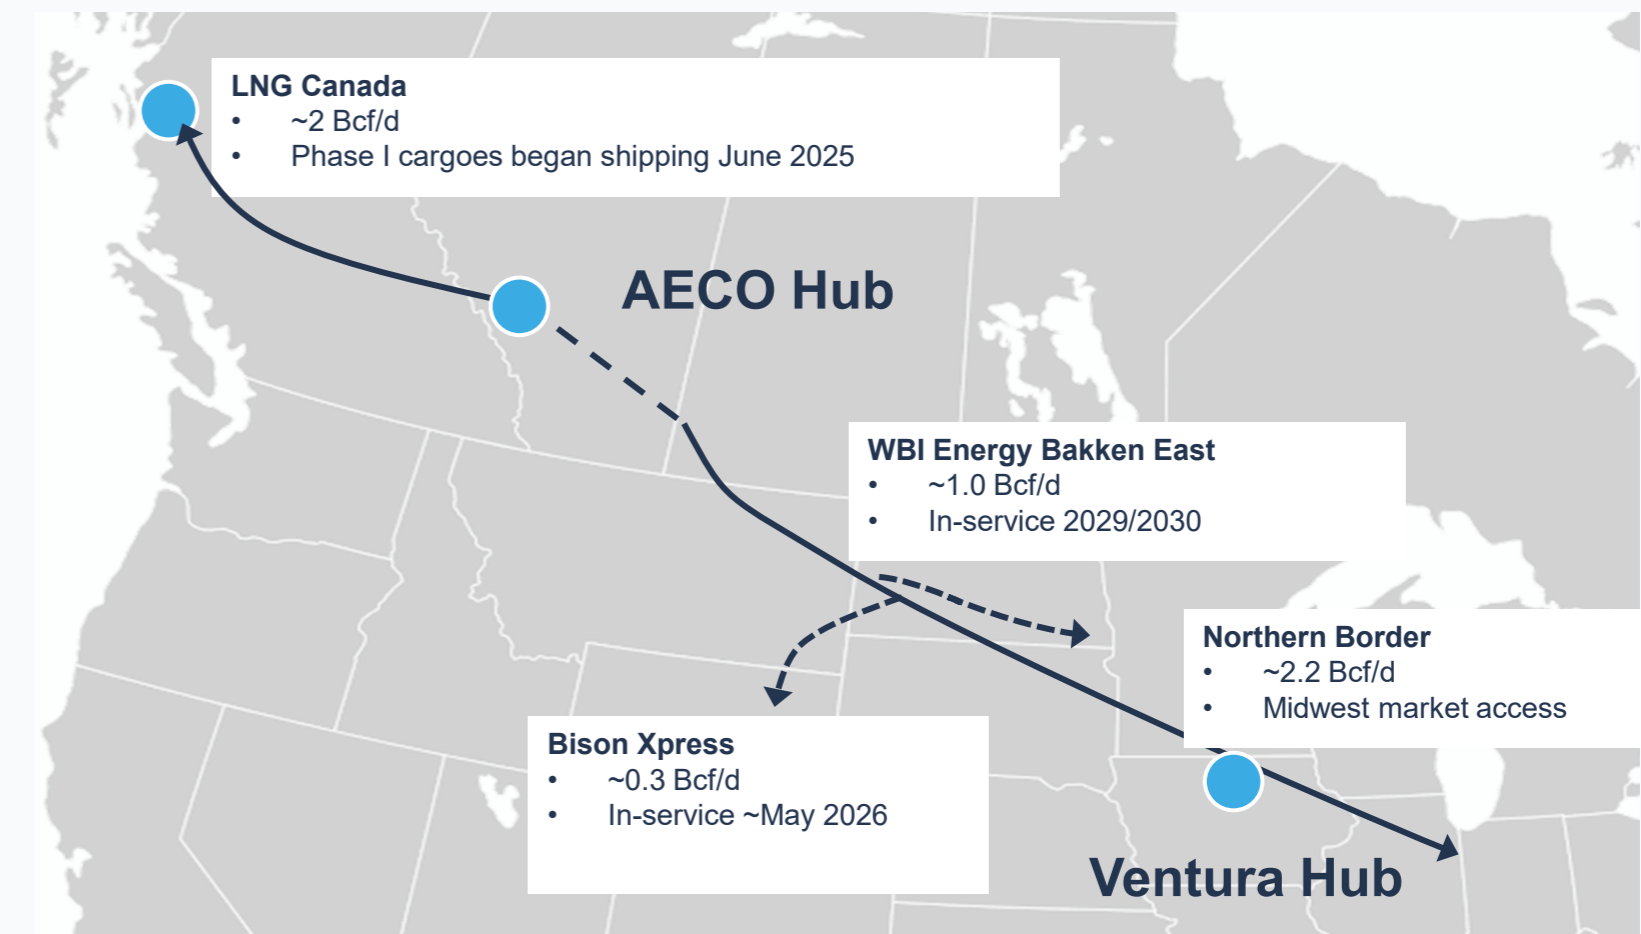 LNG Canada
• ~2 Bcf/d
• Phase I cargoes began shipping June 2025
AECO Hub
WBI Energy Bakken East
• ~1.0 Bcf/d
• In-service 2029/2030
Northern Border
• ~2.2 Bcf/d
• Midwest market access
Bison Xpress
• ~0.3 Bcf/d
• In-service ~May 2026
Ventura Hub